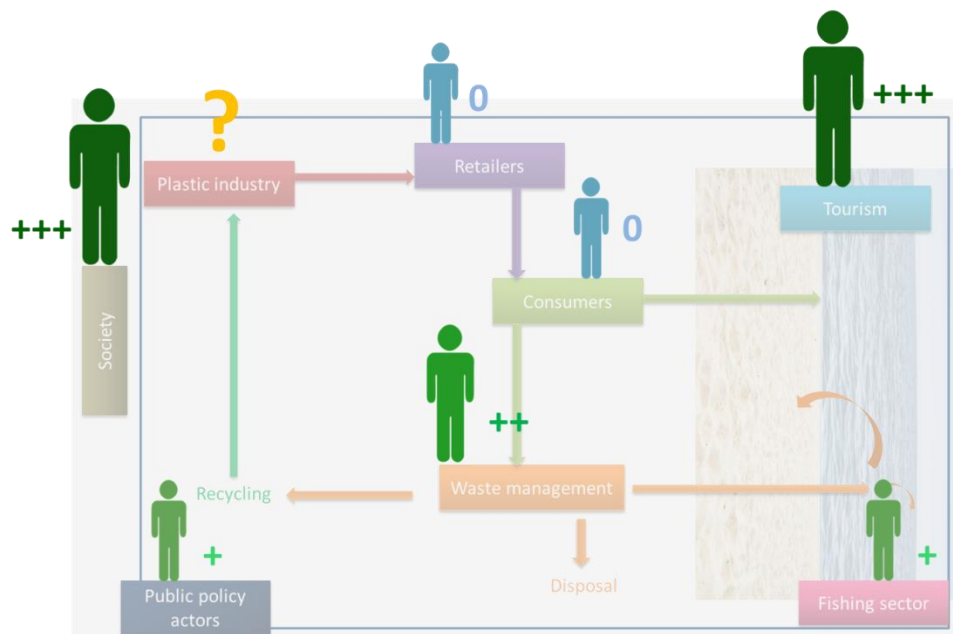 ?
0
+++
Retailers
Plastic industry
0
Tourism
+++
Consumers
Society
++
Waste management
Recycling
+
+
Disposal
Public policy
actors
Fishing sector